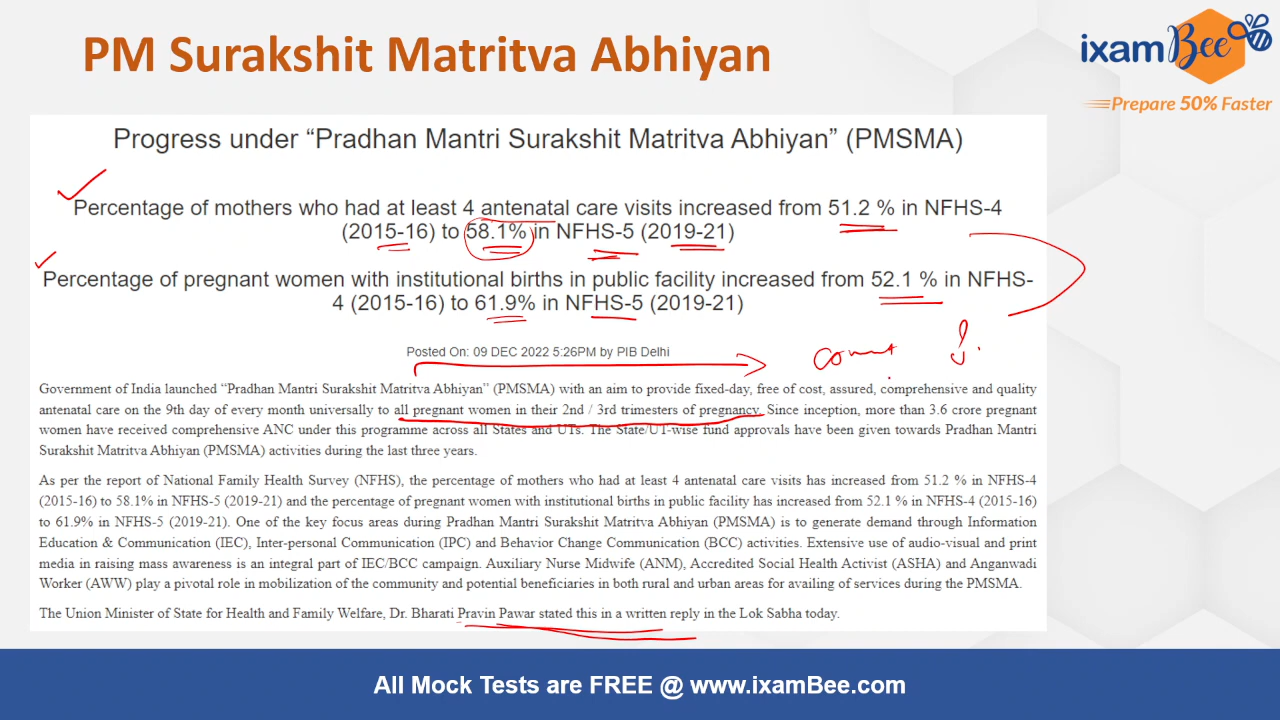 PM Surakshit Matritva Abhiyan
ixamBee
Prepare 50% Faster
Progress under “Pradhan Mantri Surakshit Matritva Abhiyan” (PMSMA)
Percentage of mothers who had at least 4 antenatal care visits increased from 51.2 % in NFHS-4
(2015-16) to 58.1% in NFHS-5 (2019-21)
Percentage of pregnant women with institutional births in public facility increased from 52.1 % in NFHS-
4 (2015-16) to 61.9% in NFHS-5 (2019-21)
Posted On: 09 DEC 2022 5:26PM by PIB Delhi
Government of India launched “Pradhan Mantri Surakshit Matritva Abhiyan” (PMSMA) with an aim to provide fixed-day, free of cost, assured, comprehensive and quality
antenatal care on the 9th day of every month universally to all pregnant women in their 2nd / 3rd trimesters of pregnancy. Since inception, more than 3.6 crore pregnant
women have received comprehensive ANC under this programme across all States and UTs. The State/UT-wise fund approvals have been given towards Pradhan Mantri
Surakshit Matritva Abhiyan (PMSMA) activities during the last three years.
As per the report of National Family Health Survey (NFHS), the percentage of mothers who had at least 4 antenatal care visits has increased from 51.2 % in NFHS-4
(2015-16) to 58.1% in NFHS-5 (2019-21) and the percentage of pregnant women with institutional births in public facility has increased from 52.1 % in NFHS-4 (2015-16)
to 61.9% in NFHS-5 (2019-21). One of the key focus areas during Pradhan Mantri Surakshit Matritva Abhiyan (PMSMA) is to generate demand through Information
Education & Communication (IEC), Inter-personal Communication (IPC) and Behavior Change Communication (BCC) activities. Extensive use of audio-visual and print
media in raising mass awareness is an integral part of IEC/BCC campaign. Auxiliary Nurse Midwife (ANM), Accredited Social Health Activist (ASHA) and Anganwadi
Worker (AWW) play a pivotal role in mobilization of the community and potential beneficiaries in both rural and urban areas for availing of services during the PMSMA.
The Union Minister of State for Health and Family Welfare, Dr. Bharati Pravin Pawar stated this in a written reply in the Lok Sabha today.
All Mock Tests are FREE @ www.ixamBee.com